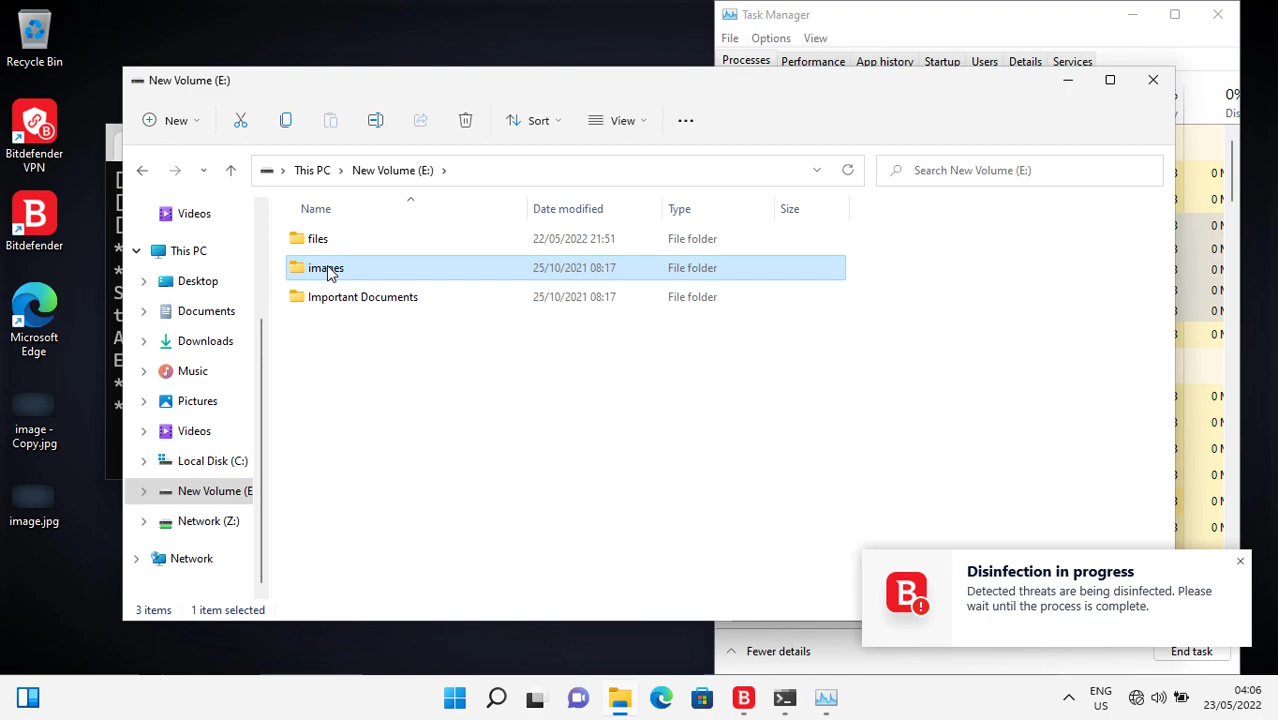 Recycle Bin
Bitdefender
VPN
Bitdefender
Microsoft
Edge
image -
Copy.jpg
image.jpg
Task Manager
File Options View
Processes Performance App history Startup Users Details Services
0%
Dis
New Volume (E:)
New Sort View
This PC New Volume (E:)
Search New Volume (E:)
Name Date modified Type Size
files 22/05/2022 21:51 File folder
images 25/10/2021 08:17 File folder
Important Documents 25/10/2021 08:17 File folder
Videos
This PC
Desktop
Documents
Downloads
Music
Pictures
Videos
Local Disk (C:)
New Volume (E
Network (Z:)
Network
3 items 1 item selected
Disinfection in progress
Detected threats are being disinfected. Please
wait until the process is complete.
Fewer details
End task
ENG
US
04:06
23/05/2022